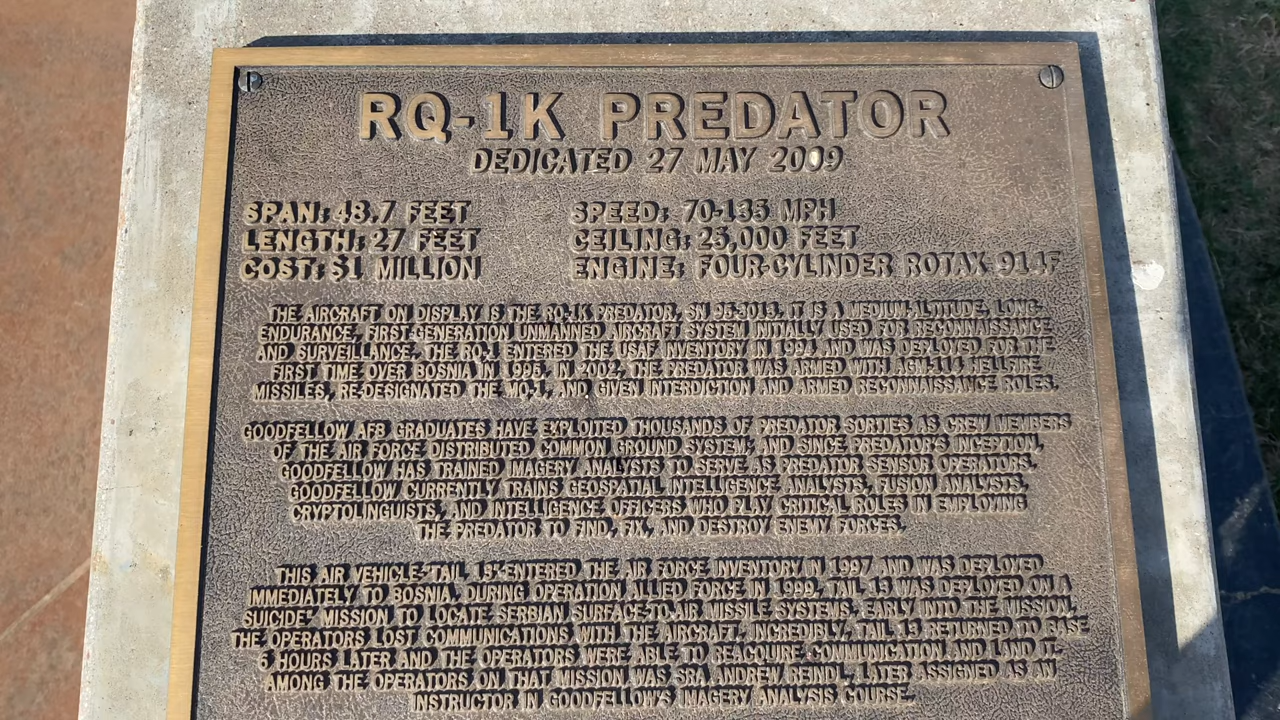 RQ-1K PREDATOR
DEDICATED 27 MAY 2009
SPAN: 48.7 FEET
SPEED: 70-135 MPH
LENGTH: 27 FEET
CEILING: 25,000 FEET
COST: $1 MILLION
ENGINE: FOUR-CYLINDER ROTAX 914F
THE AIRCRAFT ON DISPLAY IS THE RQ-1K PREDATOR, SN 95-3013. IT IS A MEDIUM-ALTITUDE, LONG-
ENDURANCE, FIRST-GENERATION UNMANNED AIRCRAFT SYSTEM INITIALLY USED FOR RECONNAISSANCE
AND SURVEILLANCE. THE RQ-1 ENTERED THE USAF INVENTORY IN 1994 AND WAS DEPLOYED FOR THE
FIRST TIME OVER BOSNIA IN 1995. IN 2002, THE PREDATOR WAS ARMED WITH AGM-114 HELLFIRE
MISSILES, RE-DESIGNATED THE MQ-1, AND GIVEN INTERDICTION AND ARMED RECONNAISSANCE ROLES.
GOODFELLOW AFB GRADUATES HAVE EXPLOITED THOUSANDS OF PREDATOR SORTIES AS CREW MEMBERS
OF THE AIR FORCE DISTRIBUTED COMMON GROUND SYSTEM, AND SINCE PREDATOR'S INCEPTION,
GOODFELLOW HAS TRAINED IMAGERY ANALYSTS TO SERVE AS PREDATOR SENSOR OPERATORS.
GOODFELLOW CURRENTLY TRAINS GEOSPATIAL INTELLIGENCE ANALYSTS, FUSION ANALYSTS,
CRYPTOLINGUISTS, AND INTELLIGENCE OFFICERS WHO PLAY CRITICAL ROLES IN EMPLOYING
THE PREDATOR TO FIND, FIX, AND DESTROY ENEMY FORCES.
THIS AIR VEHICLE-"TAIL 13"-ENTERED THE AIR FORCE INVENTORY IN 1997 AND WAS DEPLOYED
IMMEDIATELY TO BOSNIA. DURING OPERATION ALLIED FORCE IN 1999, TAIL 13 WAS DEPLOYED ON A
SUICIDE" MISSION TO LOCATE SERBIAN SURFACE-TO-AIR MISSILE SYSTEMS. EARLY INTO THE MISSION,
THE OPERATORS LOST COMMUNICATIONS WITH THE AIRCRAFT. INCREDIBLY, TAIL 13 RETURNED TO BASE
6 HOURS LATER AND THE OPERATORS WERE ABLE TO REACQUIRE COMMUNICATION AND LAND IT.
AMONG THE OPERATORS ON THAT MISSION WAS SRA ANDREW REINDL, LATER ASSIGNED AS AN
INSTRUCTOR IN GOODFELLOW'S IMAGERY ANALYSIS COURSE.